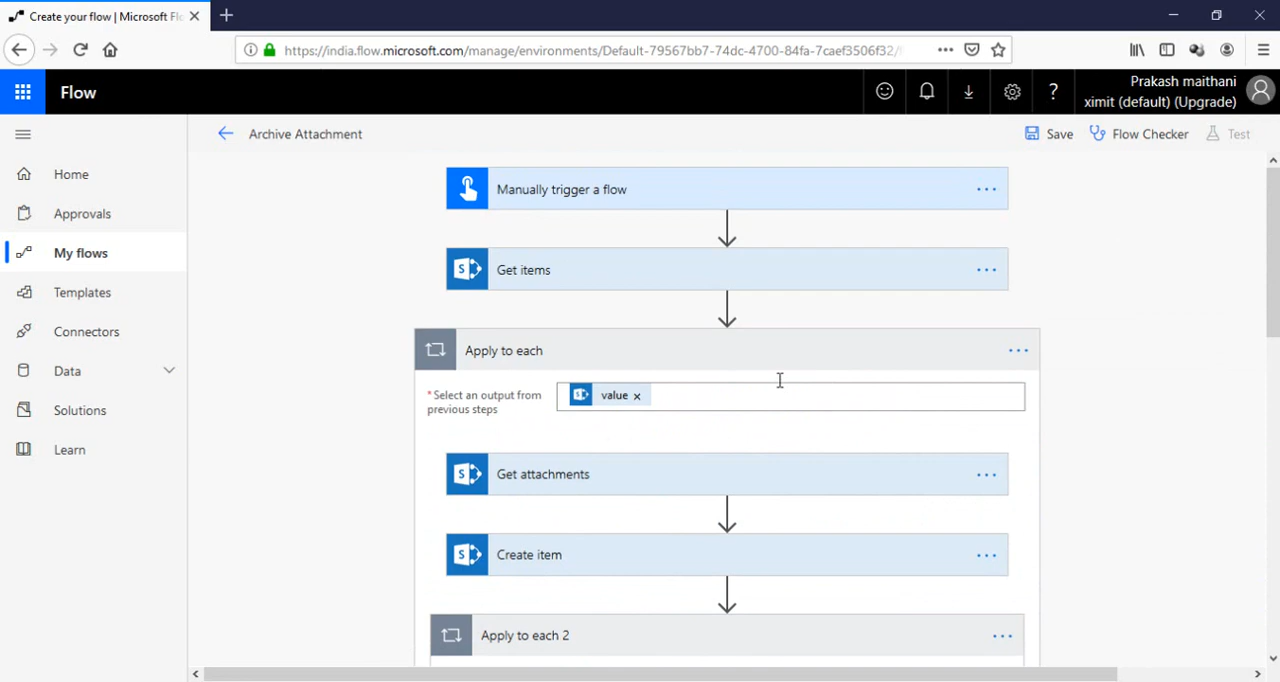 Create your flow | Microsoft Flo
https://india.flow.microsoft.com/manage/environments/Default-79567bb7-74dc-4700-84fa-7caef3506f32/
Flow
?
Prakash maithani
ximit (default) (Upgrade)
Archive Attachment
Save
Flow Checker
Test
Home
Approvals
My flows
Templates
Connectors
Data
Solutions
Learn
Manually trigger a flow
Get items
Apply to each
* Select an output from
previous steps
value ×
Get attachments
Create item
Apply to each 2